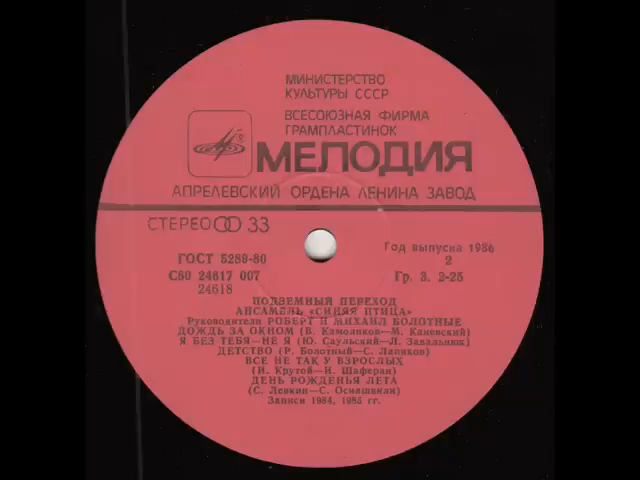 МИНИСТЕРСТВО
КУЛЬТУРЫ СССР
ВСЕСОЮЗНАЯ ФИРМА
ГРАМПЛАСТИНОК
МЕЛОДИЯ
АПРЕЛЕВСКИЙ ОРДЕНА ЛЕНИНА ЗАВОД
СТЕРЕО 33
ГОСТ 5289-80
Год выпуска 1986
2
С60 24617 007
Гр. 3. 2-25
24618
ПОДЗЕМНЫЙ ПЕРЕХОД
АНСАМБЛЬ «СИНЯЯ ПТИЦА»
Руководители РОБЕРТ И МИХАИЛ БОЛОТНЫЕ
ДОЖДЬ ЗА ОКНОМ (В. Камоликов—М. Каневский)
Я БЕЗ ТЕБЯ—НЕ Я (Ю. Саульский—Л. Завальнюк)
ДЕТСТВО (Р. Болотный—С. Лапиков)
ВСЕ НЕ ТАК У ВЗРОСЛЫХ
(И. Крутой—И. Шаферан)
ДЕНЬ РОЖДЕНЬЯ ЛЕТА
(С. Левкин—С. Осиашвили)
Записи 1984, 1985 гг.